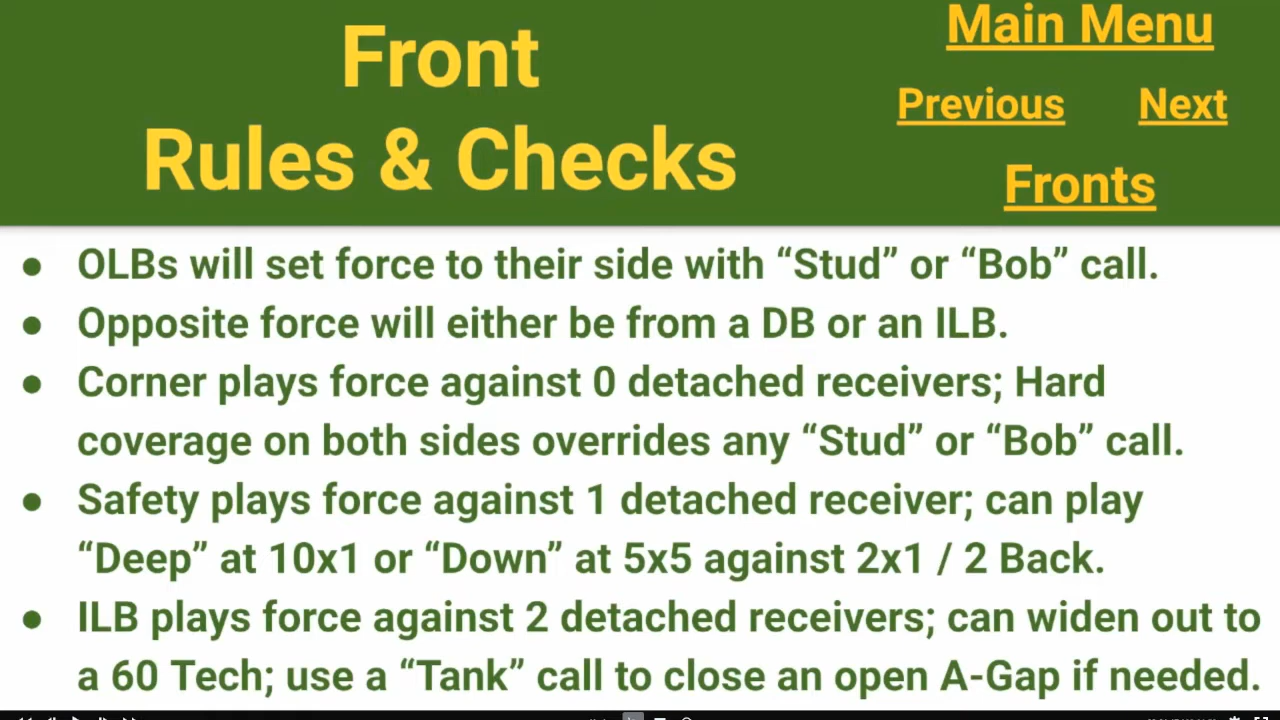 Front
Rules & Checks
Main Menu
Previous Next
Fronts
● OLBs will set force to their side with “Stud” or “Bob” call.
● Opposite force will either be from a DB or an ILB.
● Corner plays force against 0 detached receivers; Hard
coverage on both sides overrides any “Stud” or “Bob” call.
● Safety plays force against 1 detached receiver; can play
“Deep” at 10x1 or “Down” at 5x5 against 2x1 / 2 Back.
● ILB plays force against 2 detached receivers; can widen out to
a 60 Tech; use a “Tank” call to close an open A-Gap if needed.